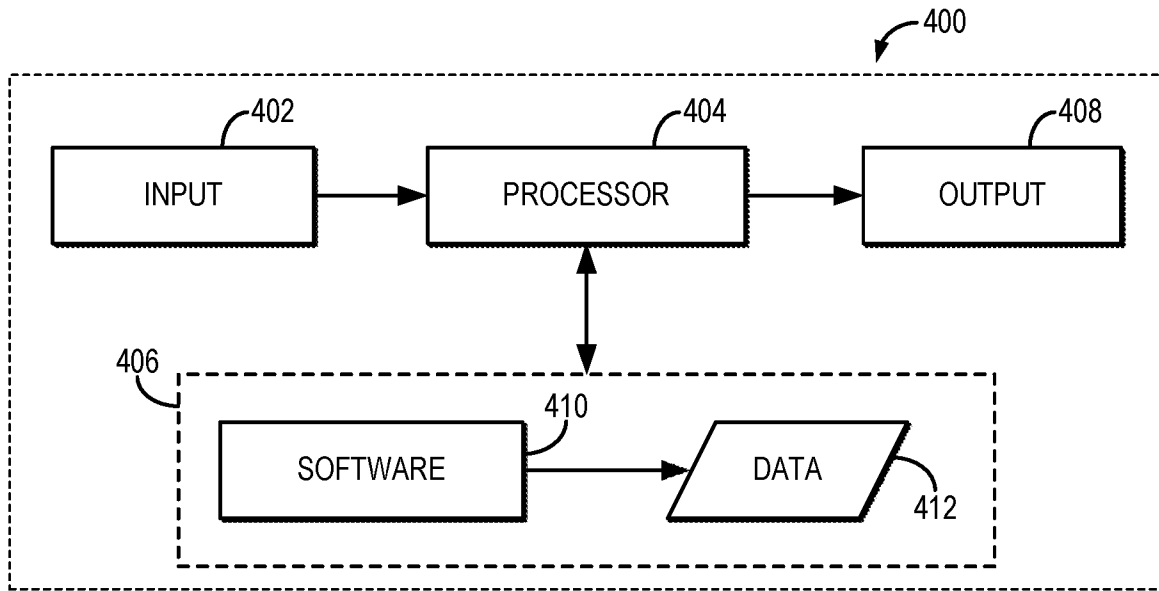 400
402
404
408
INPUT
PROCESSOR
OUTPUT
406
410
SOFTWARE
DATA
412